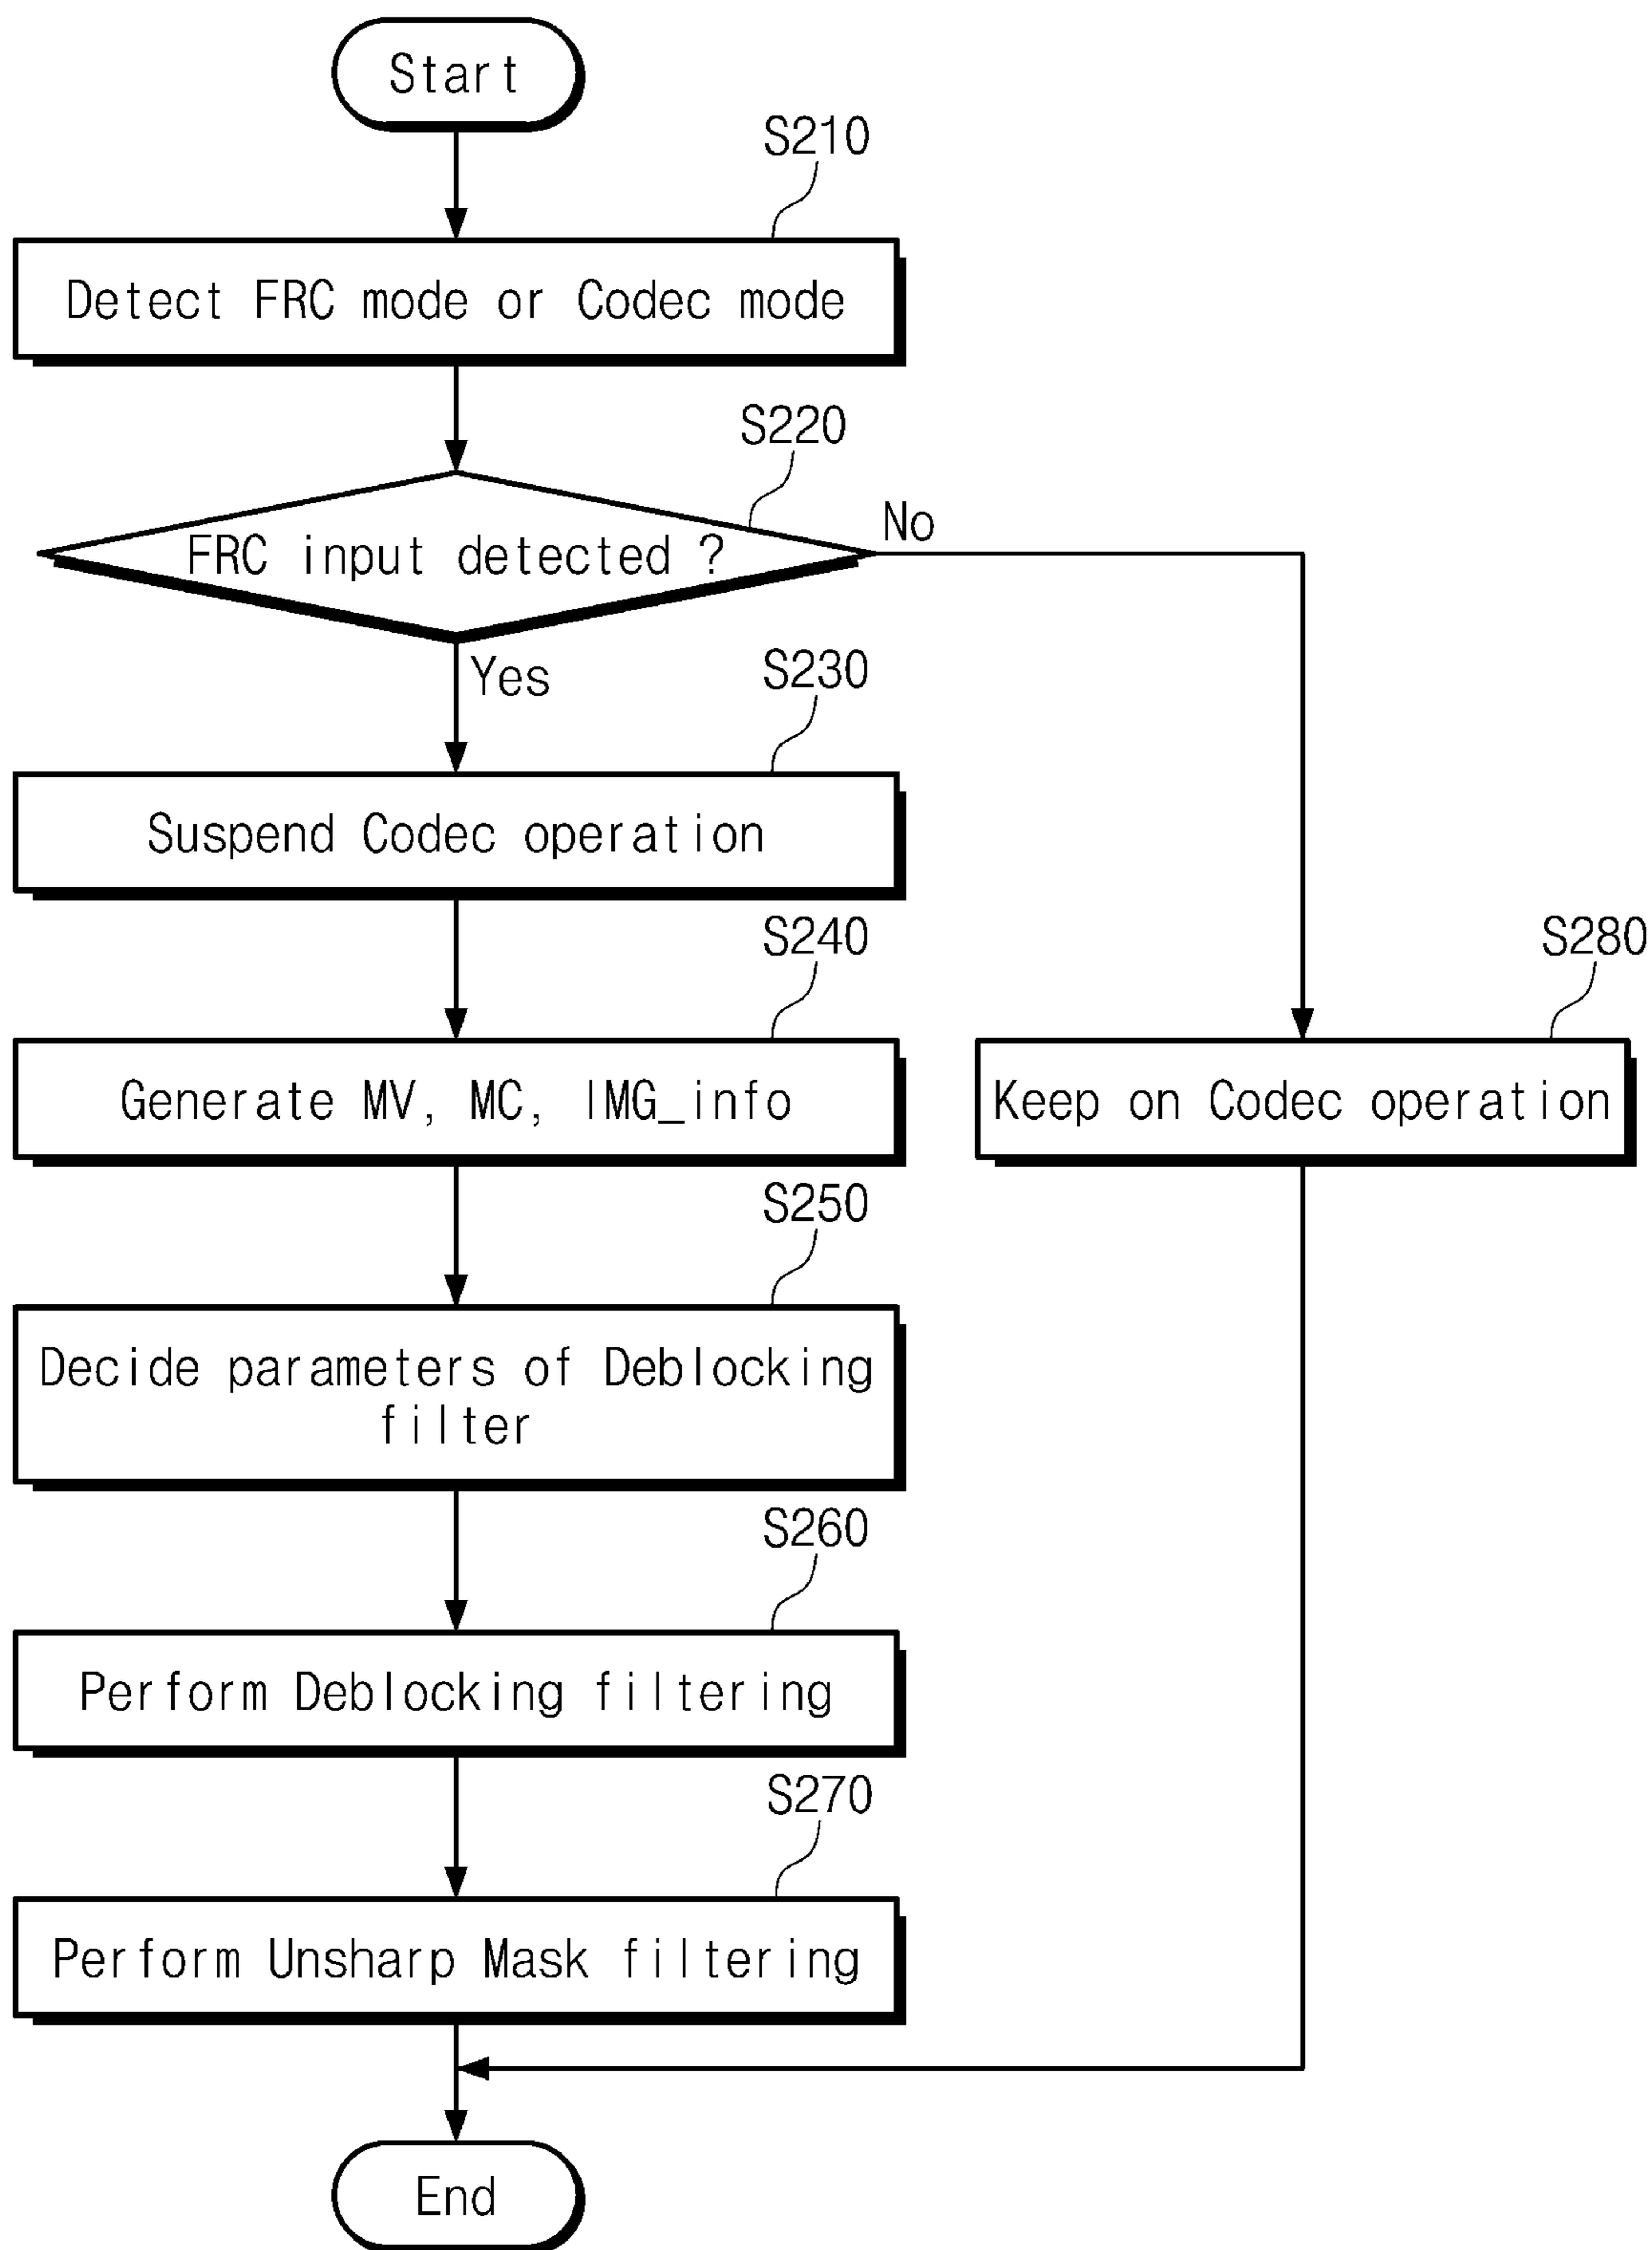 Start
S210
Detect FRC mode or Codec mode
S220
FRC input detected ?
No
Yes
S230
Suspend Codec operation
S240
Generate MV, MC, IMG_info
S280
Keep on Codec operation
S250
Decide parameters of Deblocking
filter
S260
Perform Deblocking filtering
S270
Perform Unsharp Mask filtering
End